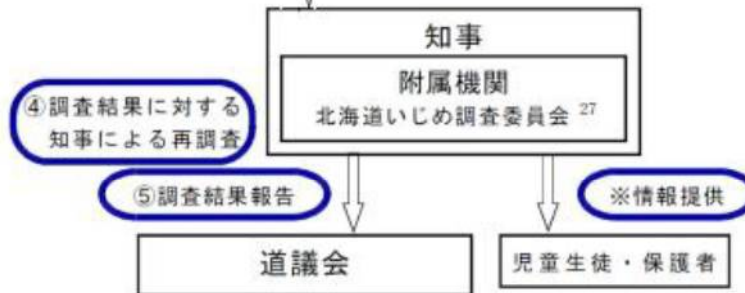 知事
附属機関
北海道いじめ調査委員会 27
④調査結果に対する
知事による再調査
⑤調査結果報告
※情報提供
道議会
児童生徒・保護者